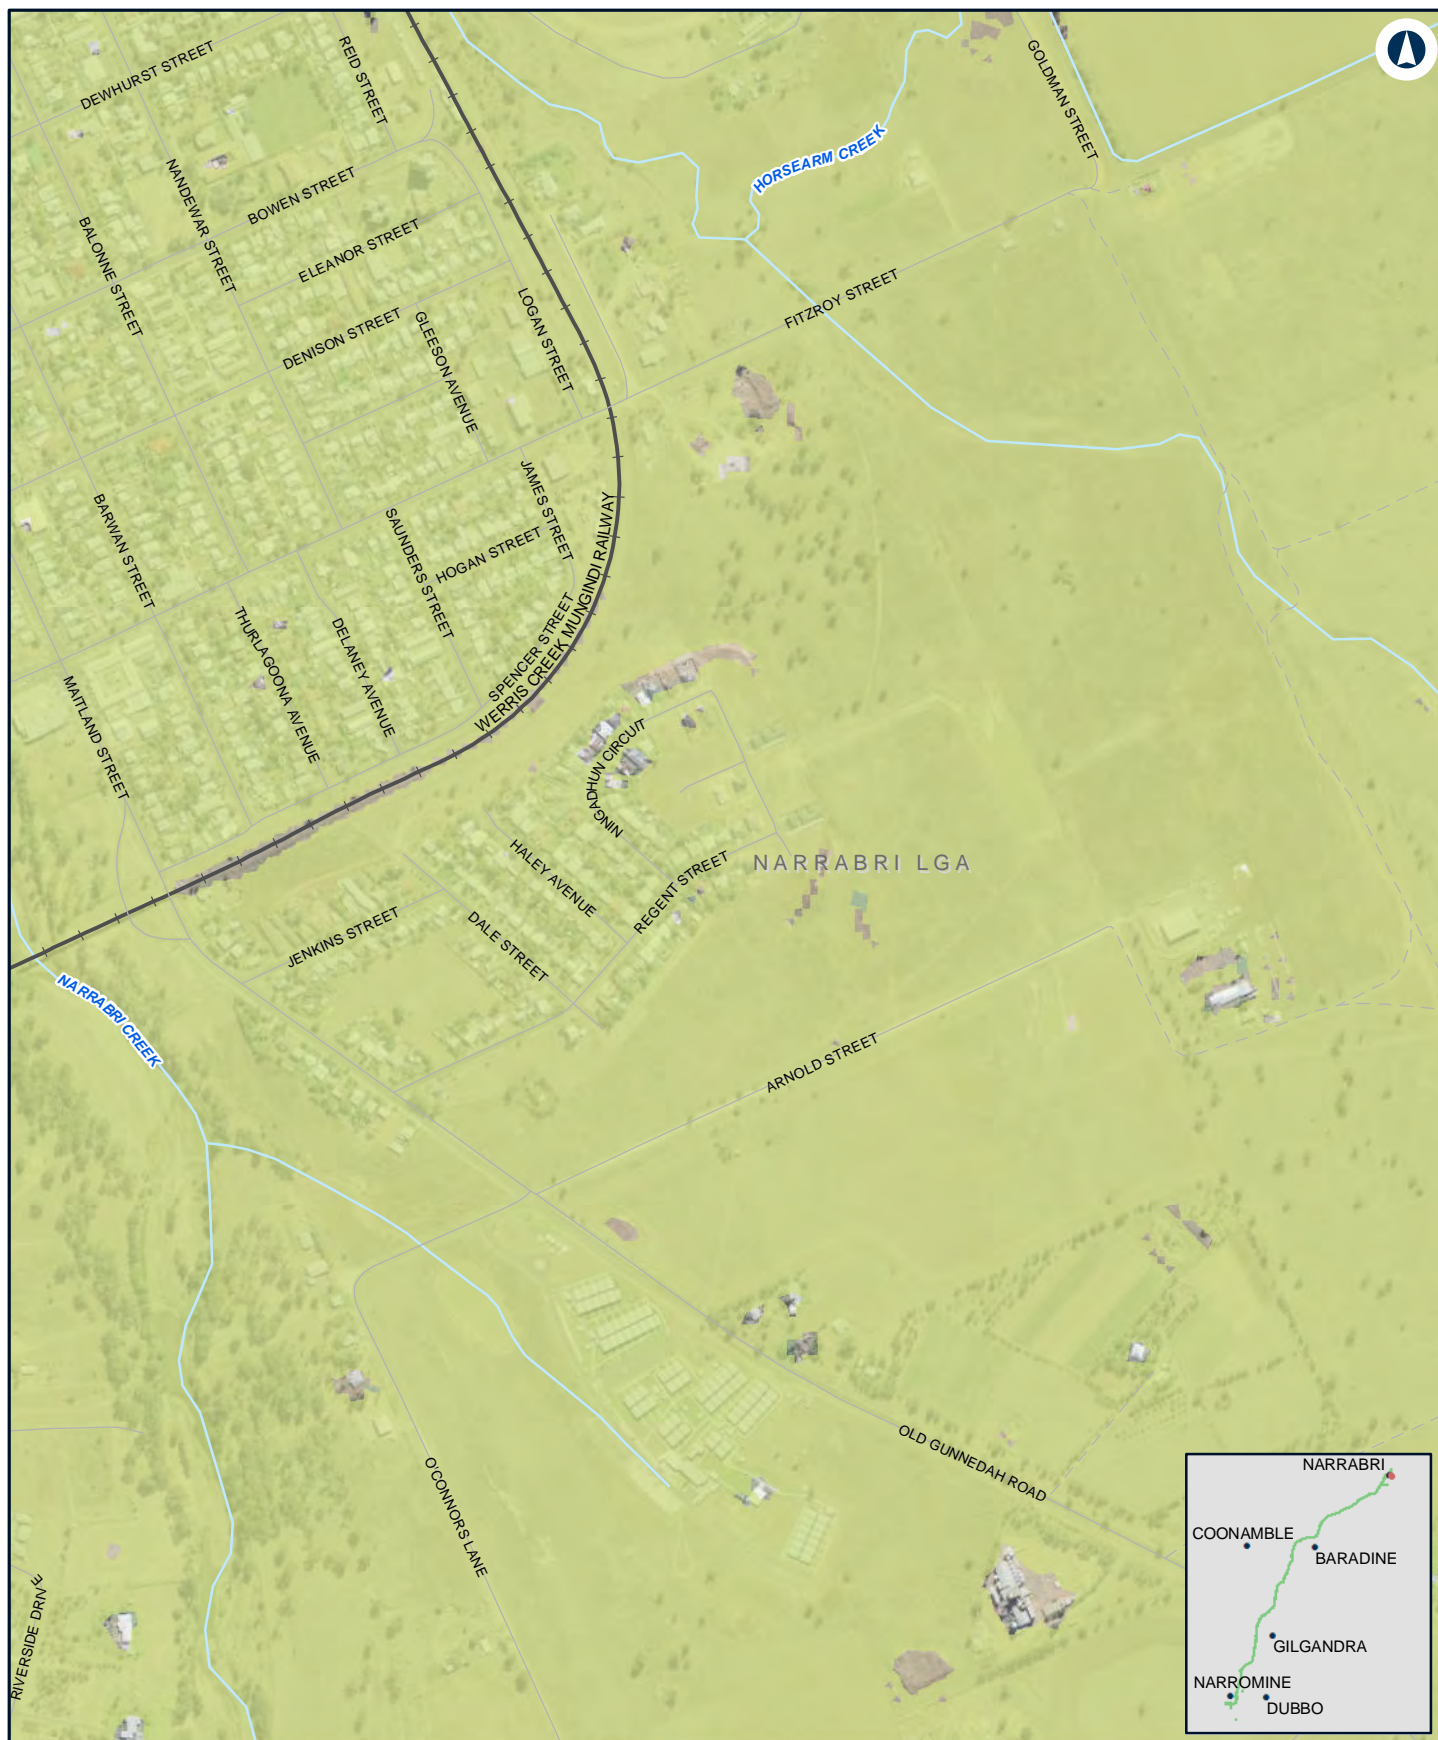 DEWHURST STREET
REID STREET
GOLDMAN STREET
HORSEARM CREEK
NANDEWAR STREET
BOWEN STREET
BALONNE STREET
ELEANOR STREET
FITZROY STREET
LOGAN STREET
DENISON STREET
GLEESON AVENUE
JAMES STREET
BARWAN STREET
SAUNDERS STREET
HOGAN STREET
WERRIS CREEK MUNGINDI RAILWAY
SPENCER STREET
THURLAGOONA AVENUE
DELANEY AVENUE
MAITLAND STREET
NINGADHUN CIRCUIT
HALEY AVENUE
REGENT STREET
NARRABRI LGA
JENKINS STREET
DALE STREET
NARRABRI CREEK
ARNOLD STREET
OLD GUNNEDAH ROAD
O'CONNORS LANE
RIVERSIDE DRIVE
NARRABRI
COONAMBLE
BARADINE
GILGANDRA
NARROMINE
DUBBO